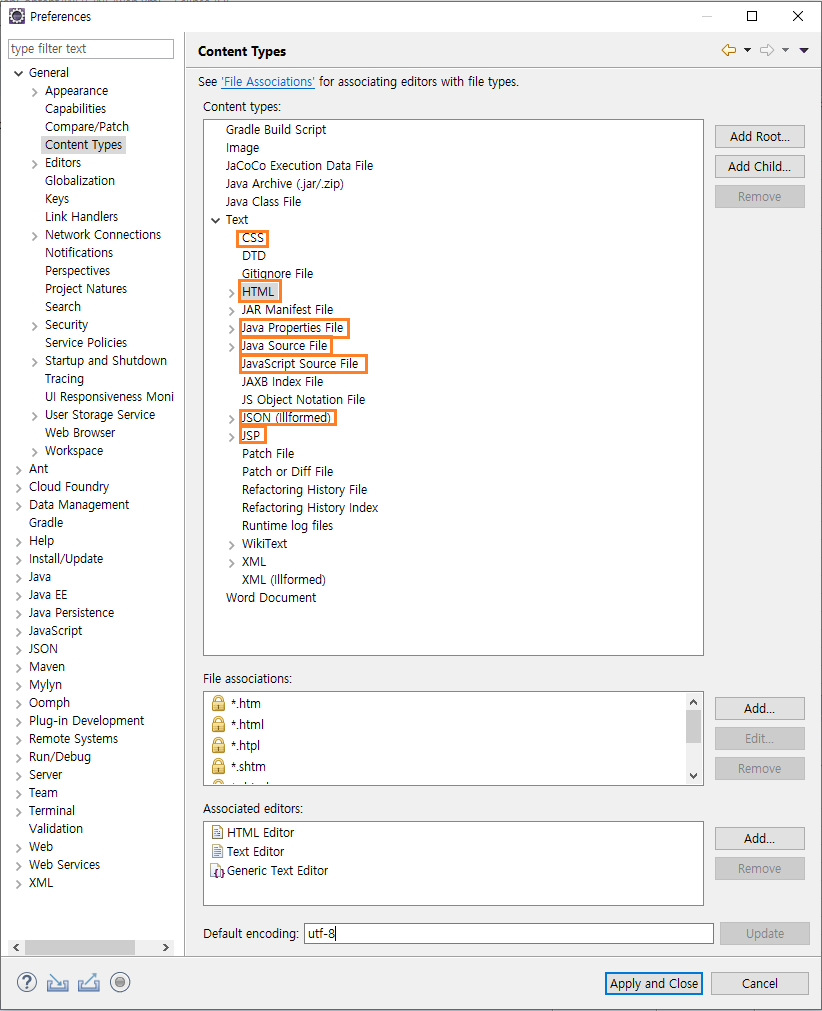 Preferences
type filter text
General
Appearance
Capabilities
Compare/Patch
Content Types
Editors
Globalization
Keys
Link Handlers
Network Connections
Notifications
Perspectives
Project Natures
Search
Security
Service Policies
Startup and Shutdown
Tracing
UI Responsiveness Moni
User Storage Service
Web Browser
Workspace
Ant
Cloud Foundry
Data Management
Gradle
Help
Install/Update
Java
Java EE
Java Persistence
JavaScript
JSON
Maven
Mylyn
Oomph
Plug-in Development
Remote Systems
Run/Debug
Server
Team
Terminal
Validation
Web
Web Services
XML
Content Types
See 'File Associations' for associating editors with file types.
Content types:
Gradle Build Script
Image
JaCoCo Execution Data File
Java Archive (.jar/.zip)
Java Class File
Text
CSS
DTD
Gitignore File
HTML
JAR Manifest File
Java Properties File
Java Source File
JavaScript Source File
JAXB Index File
JS Object Notation File
JSON (Illformed)
JSP
Patch File
Patch or Diff File
Refactoring History File
Refactoring History Index
Runtime log files
WikiText
XML
XML (Illformed)
Word Document
Add Root...
Add Child...
Remove
File associations:
*.htm
*.html
*.htpl
*.shtm
Add...
Edit...
Remove
Associated editors:
HTML Editor
Text Editor
Generic Text Editor
Add...
Remove
Default encoding: utf-8 Update
Apply and Close Cancel